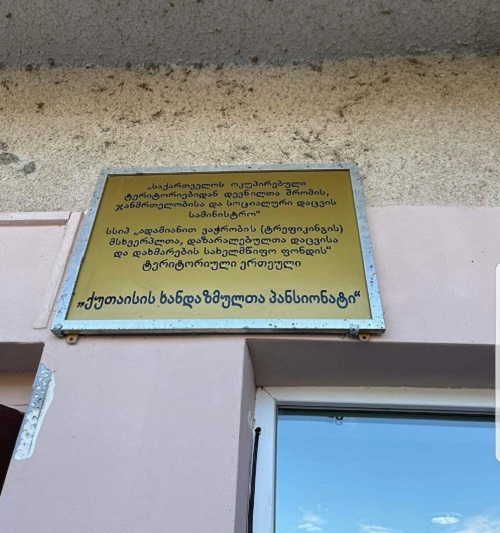 „საქართველოს ოკუპირებული
ტერიტორიებიდან დევნილთა შრომის,
ჯანმრთელობისა და სოციალური დაცვის
სამინისტრო“
სსიპ „ადამიანით ვაჭრობის (ტრეფიკინგის)
მსხვერპლთა, დაზარალებულთა დაცვისა
და დახმარების სახელმწიფო ფონდის“
ტერიტორიული ერთეული
„ქუთაისის ხანდაზმულთა პანსიონატი“